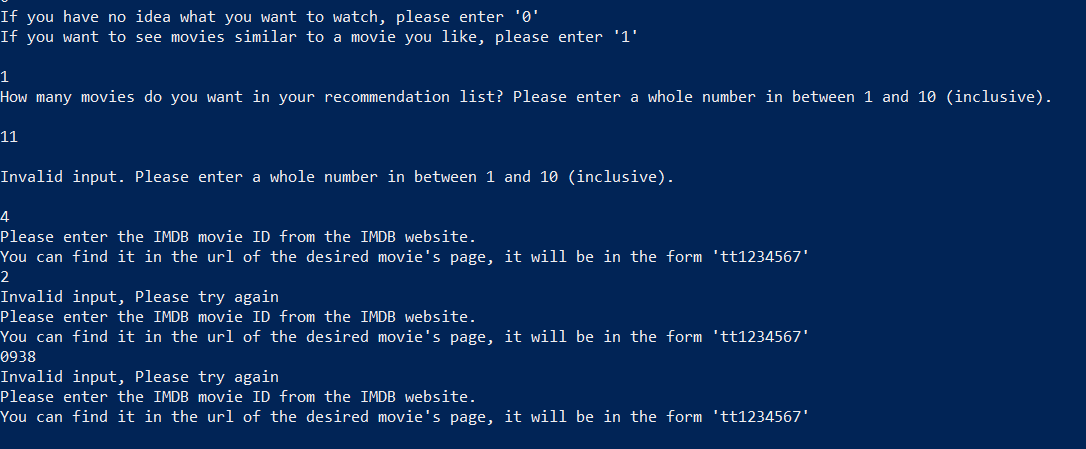 If you have no idea what you want to watch, please enter '0'
If you want to see movies similar to a movie you like, please enter '1'
1
How many movies do you want in your recommendation list? Please enter a whole number in between 1 and 10 (inclusive).
11
Invalid input. Please enter a whole number in between 1 and 10 (inclusive).
4
Please enter the IMDB movie ID from the IMDB website.
You can find it in the url of the desired movie's page, it will be in the form 'tt1234567'
2
Invalid input, Please try again
Please enter the IMDB movie ID from the IMDB website.
You can find it in the url of the desired movie's page, it will be in the form 'tt1234567'
0938
Invalid input, Please try again
Please enter the IMDB movie ID from the IMDB website.
You can find it in the url of the desired movie's page, it will be in the form 'tt1234567'